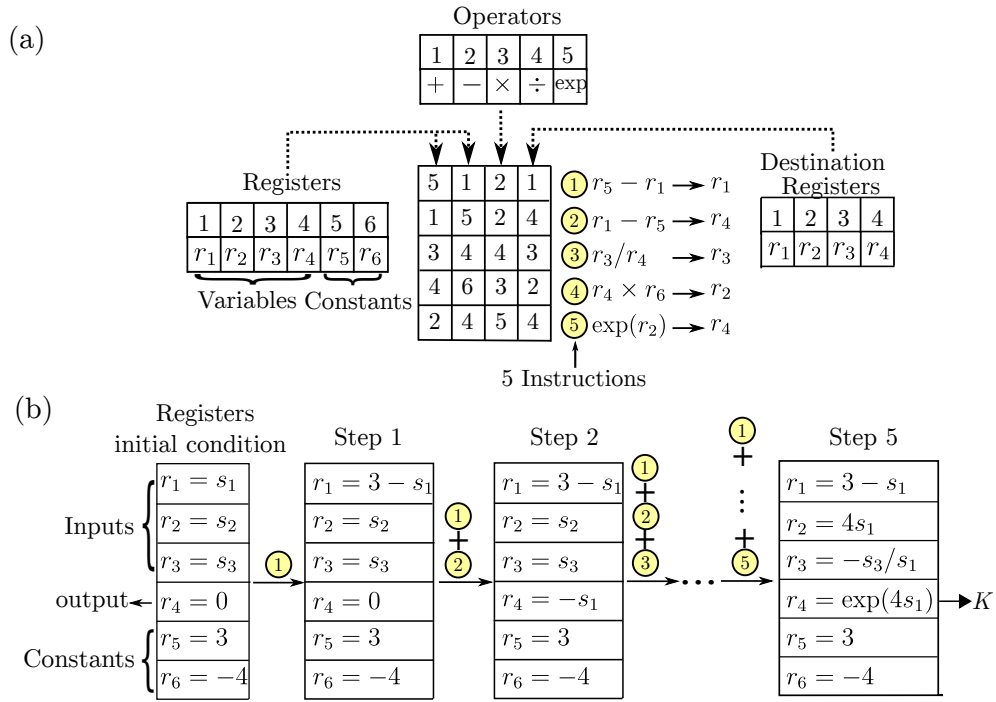 (a)
Operators
1 2 3 4 5
+ − × ÷ exp
Registers
1 2 3 4 5 6
r₁ r₂ r₃ r₄ r₅ r₆
Variables Constants
5 1 2 1
1 5 2 4
3 4 4 3
4 6 3 2
2 4 5 4
1 r₅ − r₁ → r₁
2 r₁ − r₅ → r₄
3 r₃/r₄ → r₃
4 r₄ × r₆ → r₂
5 exp(r₂) → r₄
5 Instructions
Destination
Registers
1 2 3 4
r₁ r₂ r₃ r₄
(b)
Registers
initial condition
Inputs
output
Constants
r₁ = s₁
r₂ = s₂
r₃ = s₃
r₄ = 0
r₅ = 3
r₆ = −4
1
Step 1
r₁ = 3 − s₁
r₂ = s₂
r₃ = s₃
r₄ = 0
r₅ = 3
r₆ = −4
1
+
2
Step 2
r₁ = 3 − s₁
r₂ = s₂
r₃ = s₃
r₄ = −s₁
r₅ = 3
r₆ = −4
1
+
2
+
3
...
1
+
⋮
+
5
Step 5
r₁ = 3 − s₁
r₂ = 4s₁
r₃ = −s₃/s₁
r₄ = exp(4s₁)
r₅ = 3
r₆ = −4
K